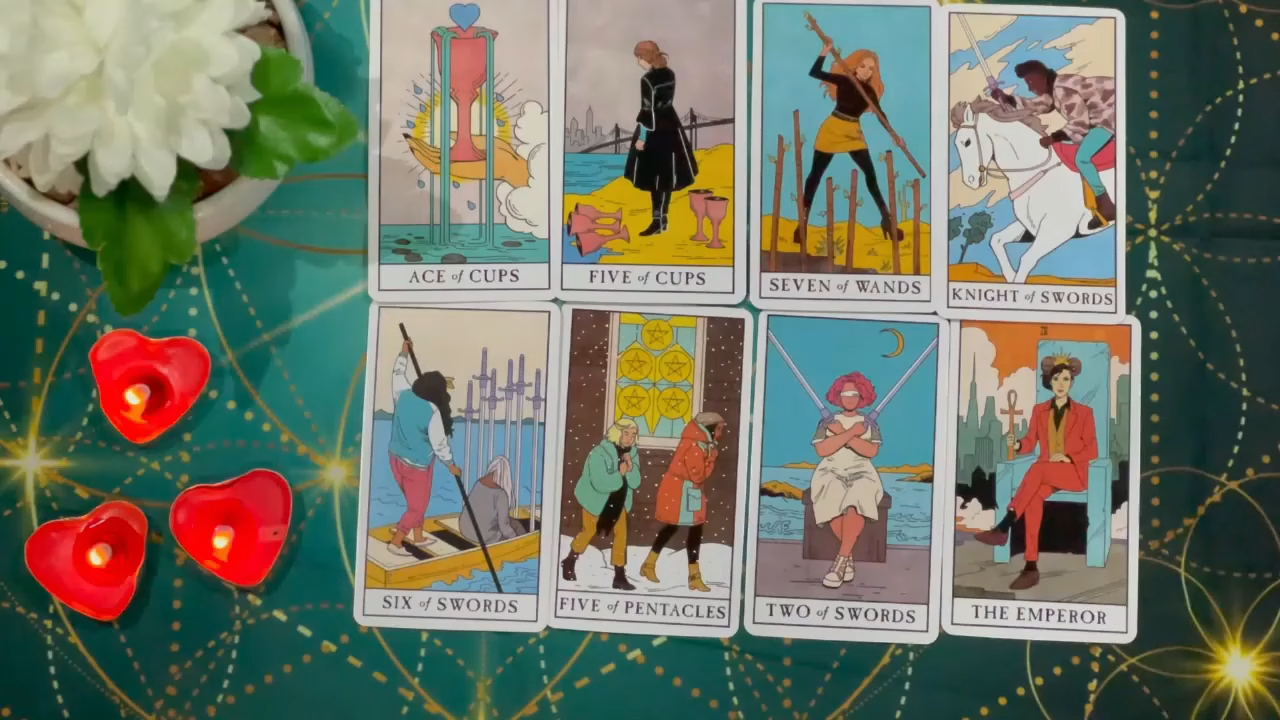 ACE of CUPS
FIVE of CUPS
SEVEN of WANDS
KNIGHT of SWORDS
SIX of SWORDS
FIVE of PENTACLES
TWO of SWORDS
THE EMPEROR